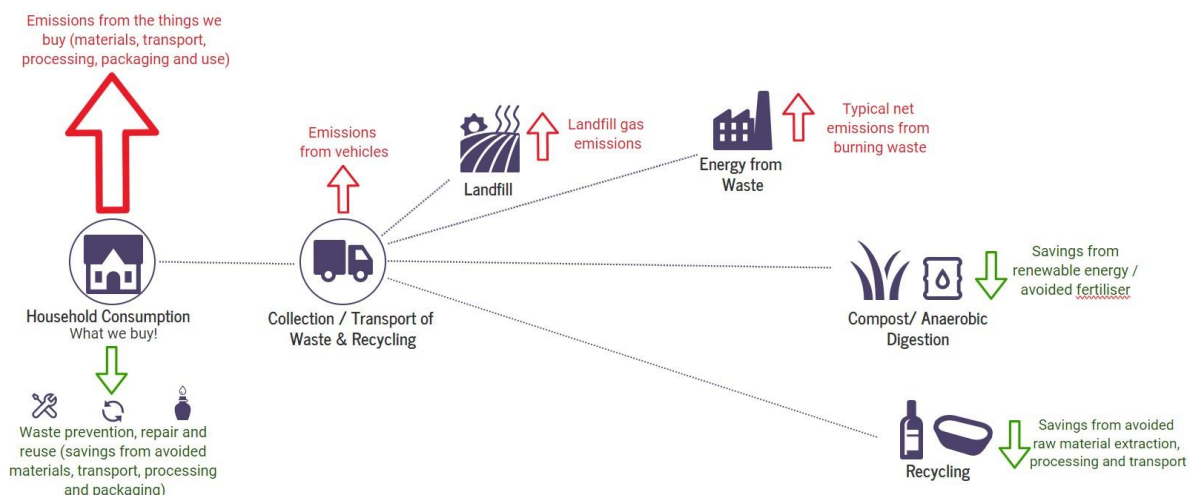 Emissions from the things we
buy (materials, transport,
processing, packaging and use)
Household Consumption
What we buy!
Waste prevention, repair and
reuse (savings from avoided
materials, transport, processing
and packaging)
Emissions
from vehicles
Collection / Transport of
Waste & Recycling
Landfill gas
emissions
Landfill
Typical net
emissions from
burning waste
Energy from
Waste
Savings from
renewable energy /
avoided fertiliser
Compost/ Anaerobic
Digestion
Savings from avoided
raw material extraction,
processing and transport
Recycling